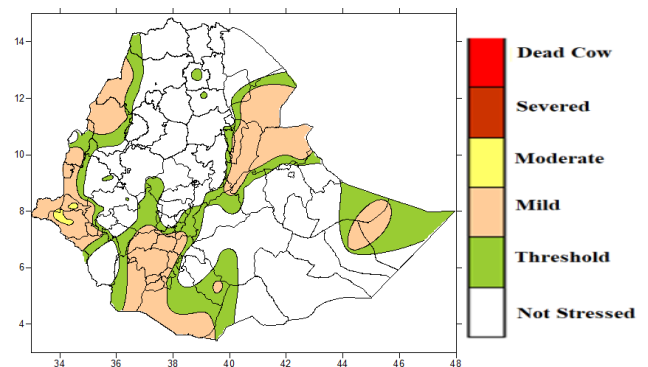 14
12
10
8
6
4
34 36 38 40 42 44 46 48
Dead Cow
Severed
Moderate
Mild
Threshold
Not Stressed